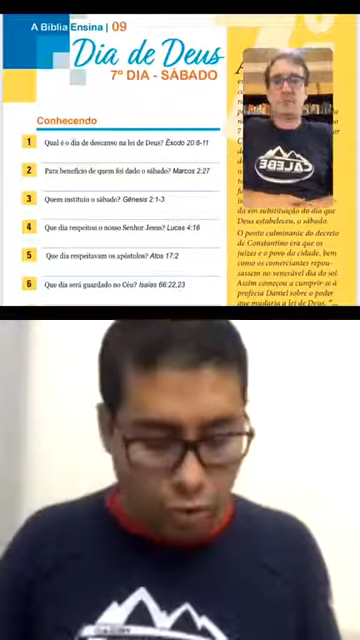 A Bíblia Ensina | 09
Dia de Deus
7º DIA - SÁBADO
Conhecendo
1 Qual é o dia de descanso na lei de Deus? Êxodo 20:8-11
2 Para benefício de quem foi dado o sábado? Marcos 2:27
3 Quem instituiu o sábado? Gênesis 2:1-3
4 Que dia respeitou o nosso Senhor Jesus? Lucas 4:16
5 Que dia respeitavam os apóstolos? Atos 17:2
6 Que dia será guardado no Céu? Isaías 66:22,23
CALEBE
do em substituição do dia que
Deus estabeleceu, o sábado.
O ponto culminante do decreto
de Constantino era que os
juízes e o povo da cidade, bem
como os comerciantes repou-
sassem no venerável dia do sol.
Assim começou a cumprir-se a
profecia Daniel sobre o poder
que mudaria a lei de Deus. "...